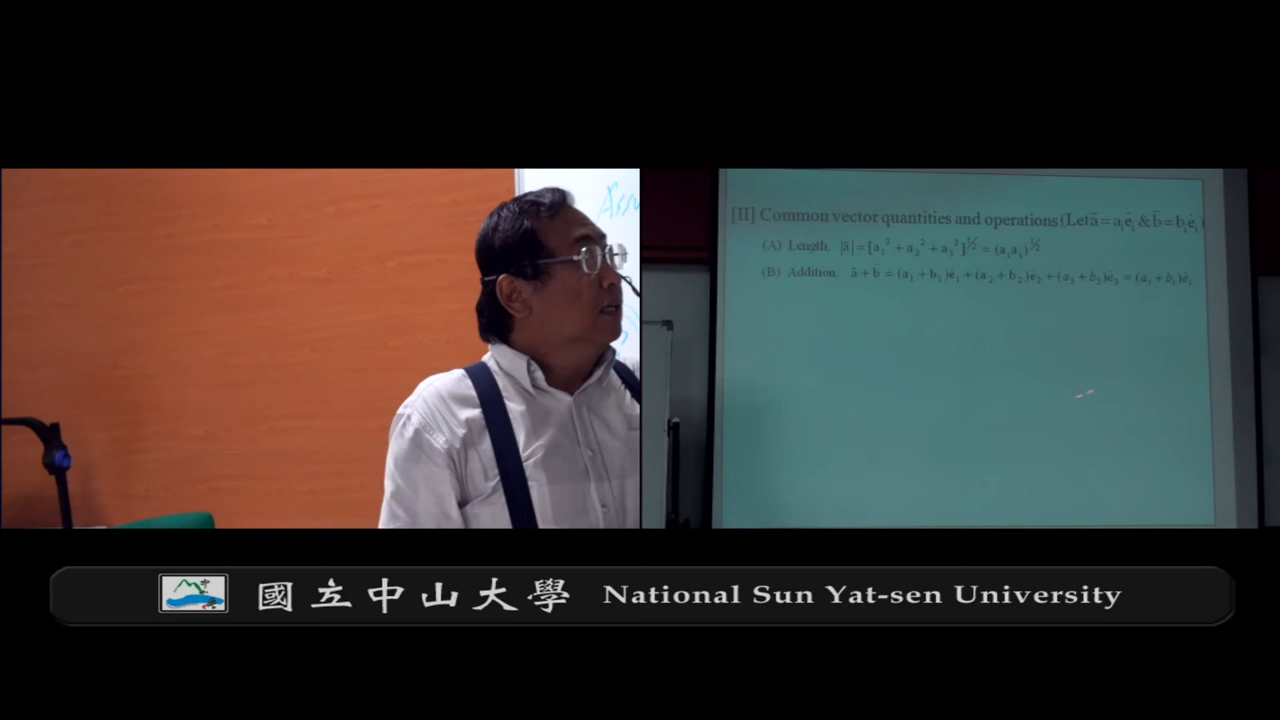 Assu
[II] Common vector quantities and operations (Let ā = aᵢêᵢ & b̄ = bᵢêᵢ)
(A) Length. |ā| = [a₁² + a₂² + a₃²]^½ = (aᵢaᵢ)^½
(B) Addition. ā + b̄ = (a₁ + b₁)ê₁ + (a₂ + b₂)ê₂ + (a₃ + b₃)ê₃ = (aᵢ + bᵢ)êᵢ
國立中山大學 National Sun Yat-sen University